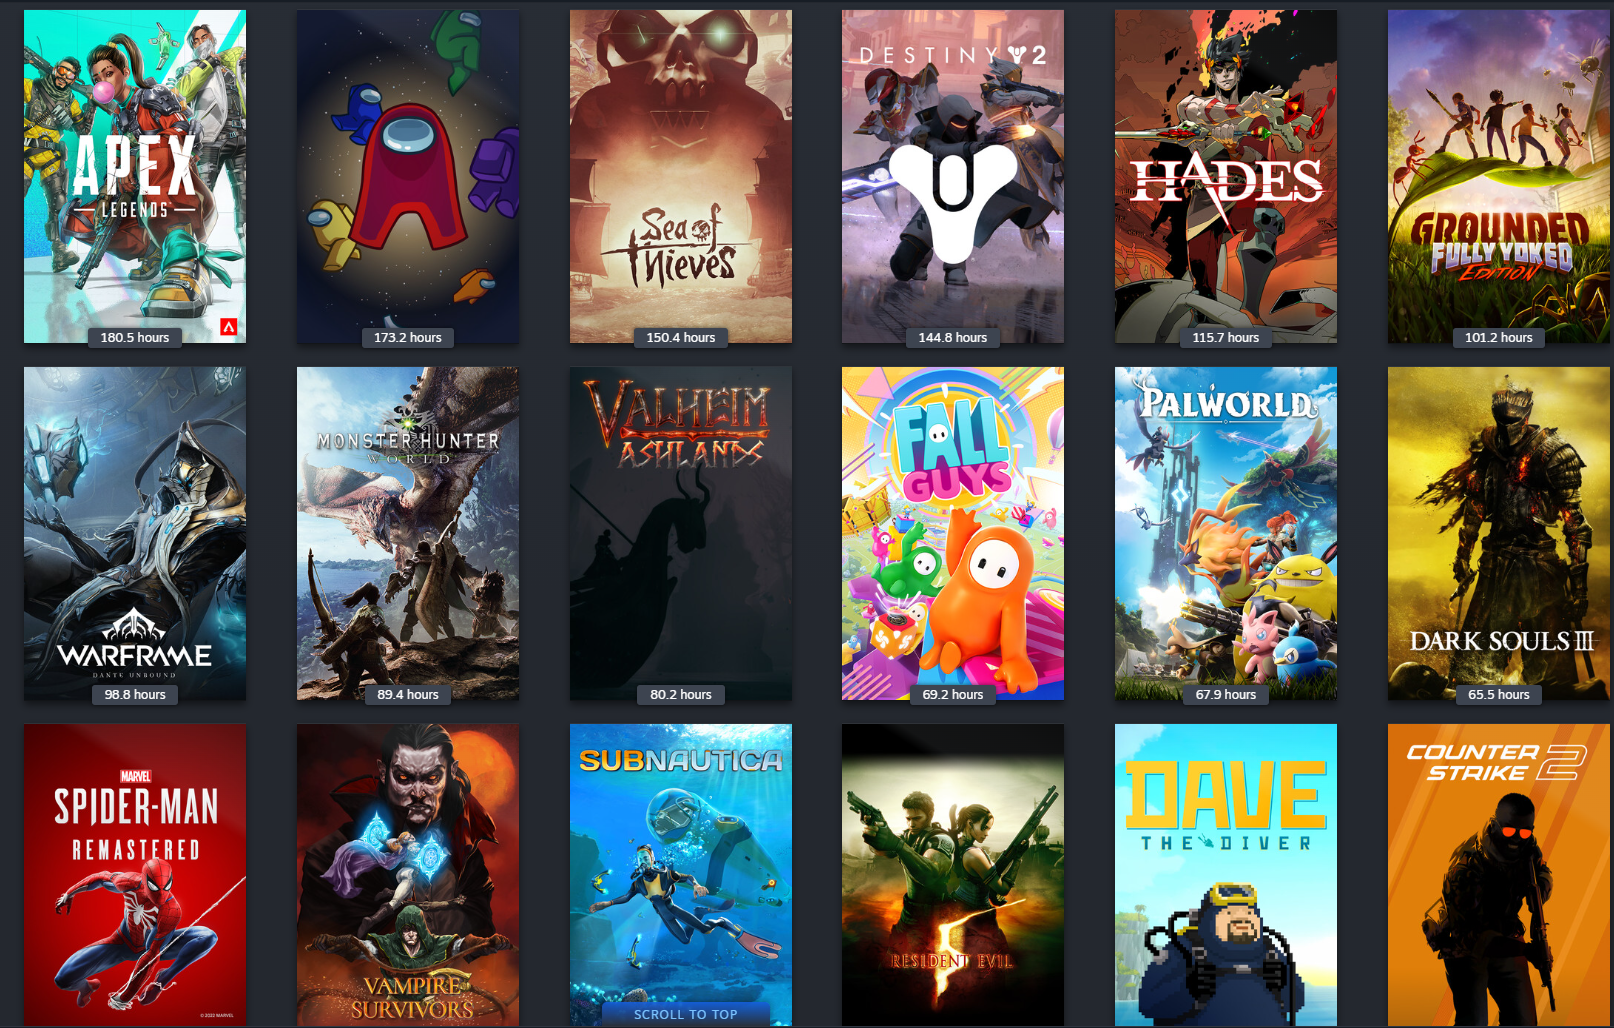 APEX
LEGENDS
180.5 hours
173.2 hours
Sea of
Thieves
150.4 hours
DESTINY 2
144.8 hours
HADES
115.7 hours
GROUNDED
FULLY YOKED
EDITION
101.2 hours
WARFRAME
DANTE UNBOUND
98.8 hours
MONSTER HUNTER
WORLD
89.4 hours
VALHEIM
ASHLANDS
80.2 hours
FALL
GUYS
69.2 hours
PALWORLD
67.9 hours
DARK SOULS III
65.5 hours
MARVEL
SPIDER-MAN
REMASTERED
© 2022 MARVEL
VAMPIRE
SURVIVORS
SUBNAUTICA
SCROLL TO TOP
5
RESIDENT EVIL
DAVE
THE DIVER
COUNTER
STRIKE 2